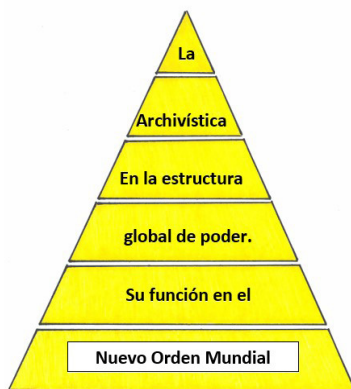 La
Archivística
En la estructura
global de poder.
Su función en el
Nuevo Orden Mundial